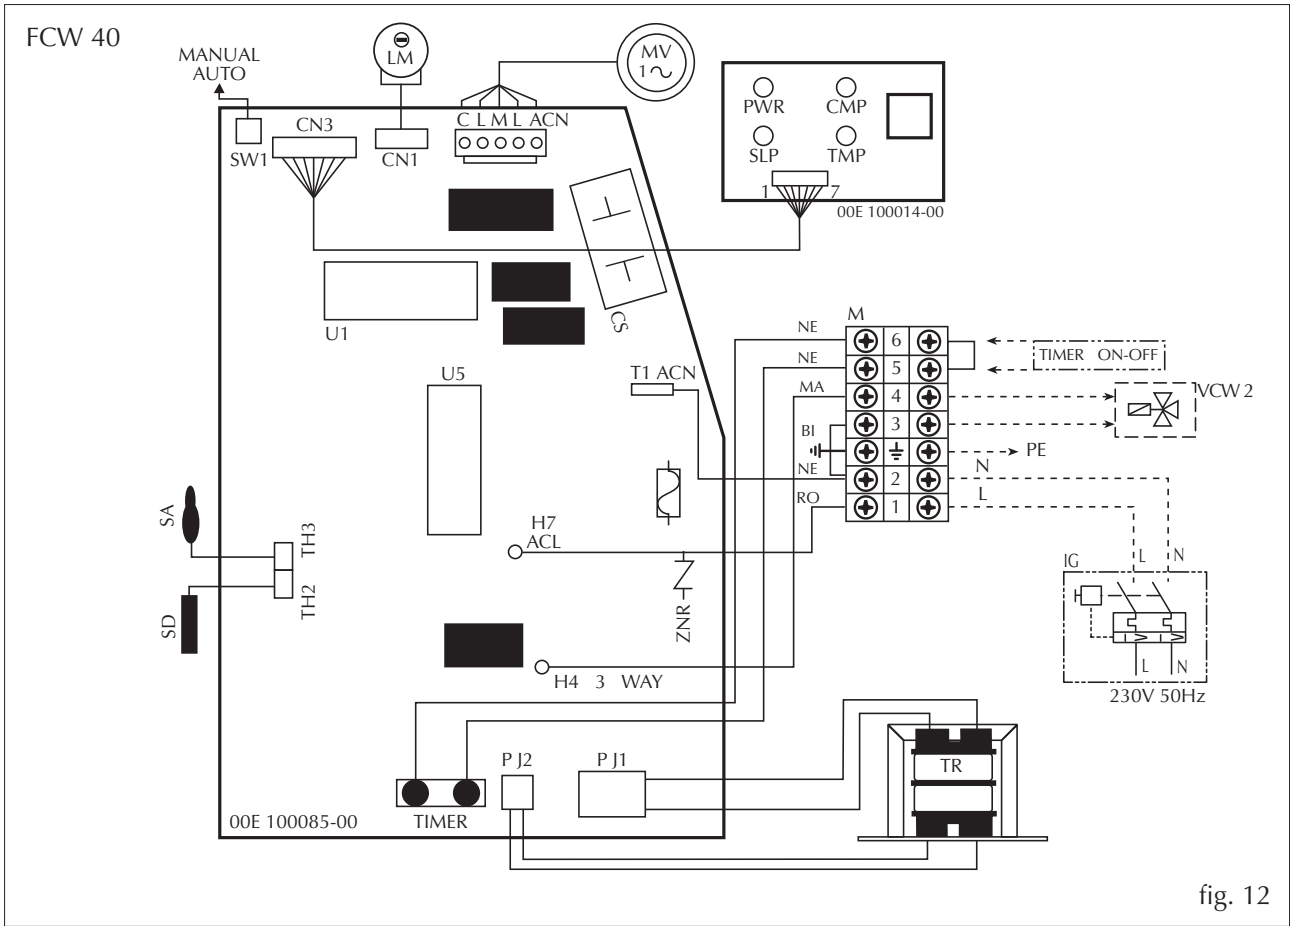 FCW 40
MANUAL
AUTO
LM
MV
1
PWR
CMP
SLP
TMP
1
7
00E 100014-00
SW1
CN3
CN1
C L M L ACN
U1
CS
U5
T1 ACN
M
NE
6
TIMER ON-OFF
NE
5
MA
4
VCW 2
BI
3
PE
NE
2
N
RO
1
L
SA
TH3
TH2
SD
H7
ACL
ZNR
H4 3 WAY
IG
L
N
L
N
230V 50Hz
P J2
P J1
TR
TIMER
00E 100085-00
fig. 12